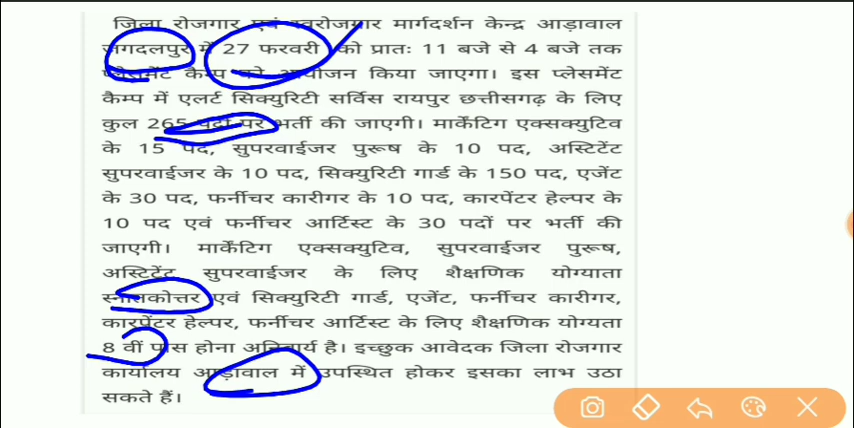 जिला रोजगार एवं स्वरोजगार मार्गदर्शन केन्द्र आड़ावाल
जगदलपुर में 27 फरवरी को प्रातः 11 बजे से 4 बजे तक
प्लेसमेंट कैम्प को आयोजन किया जाएगा। इस प्लेसमेंट
कैम्प में एलर्ट सिक्युरिटी सर्विस रायपुर छत्तीसगढ़ के लिए
कुल 265 पदों पर भर्ती की जाएगी। मार्केटिग एक्सक्युटिव
के 15 पद, सुपरवाईजर पुरूष के 10 पद, अस्टिटेंट
सुपरवाईजर के 10 पद, सिक्युरिटी गार्ड के 150 पद, एजेंट
के 30 पद, फर्नीचर कारीगर के 10 पद, कारपेंटर हेल्पर के
10 पद एवं फर्नीचर आर्टिस्ट के 30 पदों पर भर्ती की
जाएगी। मार्केटिग एक्सक्युटिव, सुपरवाईजर पुरूष,
अस्टिटेंट सुपरवाईजर के लिए शैक्षणिक योग्याता
स्नातकोत्तर एवं सिक्युरिटी गार्ड, एजेंट, फर्नीचर कारीगर,
कारपेंटर हेल्पर, फर्नीचर आर्टिस्ट के लिए शैक्षणिक योग्यता
8 वीं पास होना अनिवार्य है। इच्छुक आवेदक जिला रोजगार
कार्यालय आड़ावाल में उपस्थित होकर इसका लाभ उठा
सकते हैं।